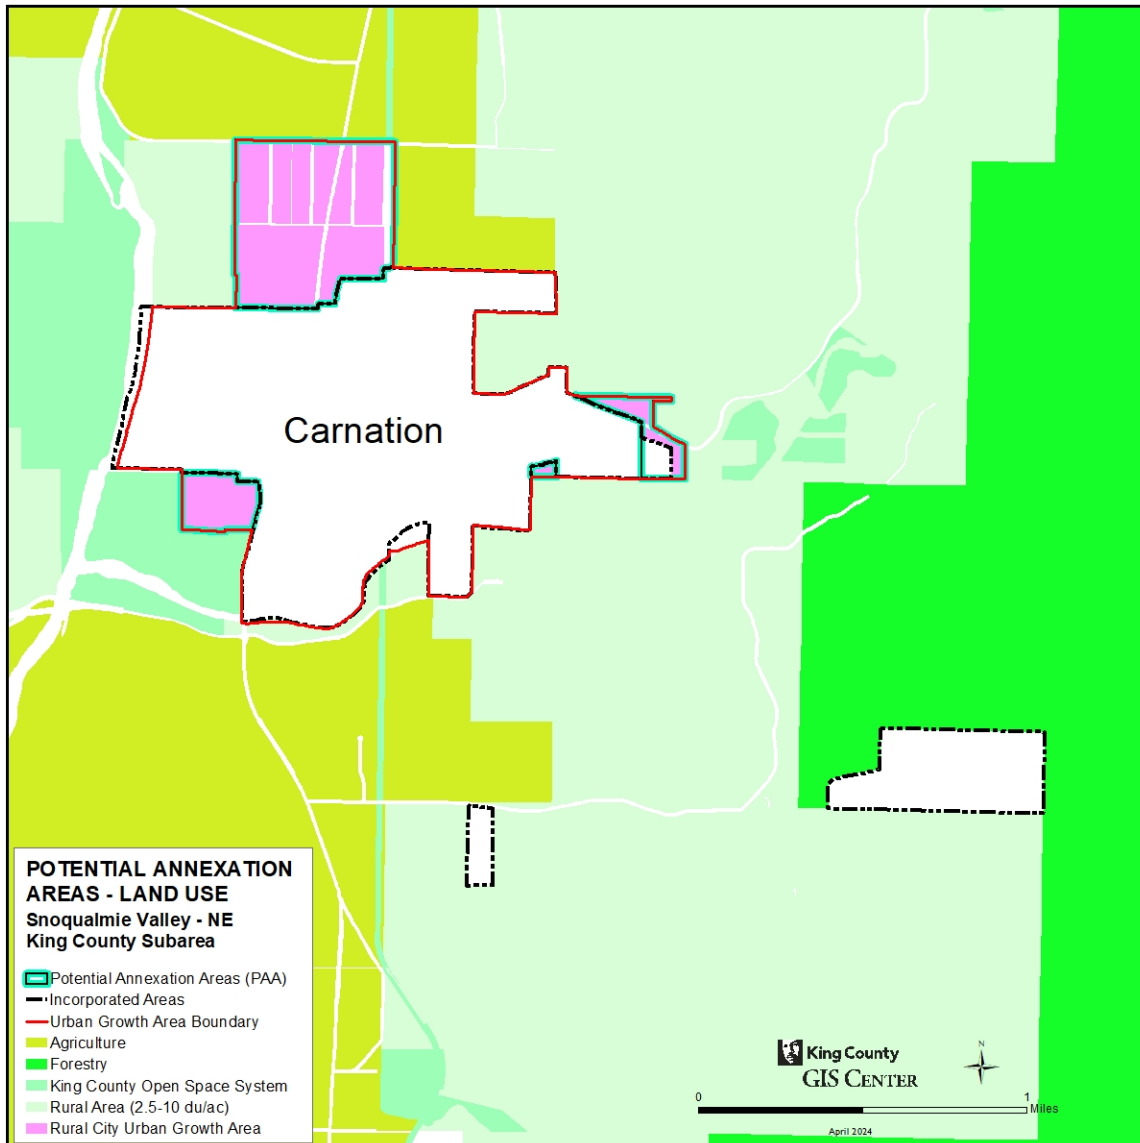 Carnation
POTENTIAL ANNEXATION
AREAS - LAND USE
Snoqualmie Valley - NE
King County Subarea
Potential Annexation Areas (PAA)
Incorporated Areas
Urban Growth Area Boundary
Agriculture
Forestry
King County Open Space System
Rural Area (2.5-10 du/ac)
Rural City Urban Growth Area
King County
GIS CENTER
N
0 1
Miles
April 2024